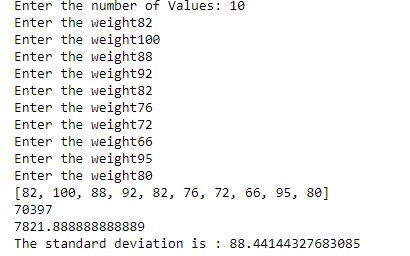 Enter the number of Values: 10
Enter the weight82
Enter the weight100
Enter the weight88
Enter the weight92
Enter the weight82
Enter the weight76
Enter the weight72
Enter the weight66
Enter the weight95
Enter the weight80
[82, 100, 88, 92, 82, 76, 72, 66, 95, 80]
70397
7821.888888888889
The standard deviation is : 88.44144327683085